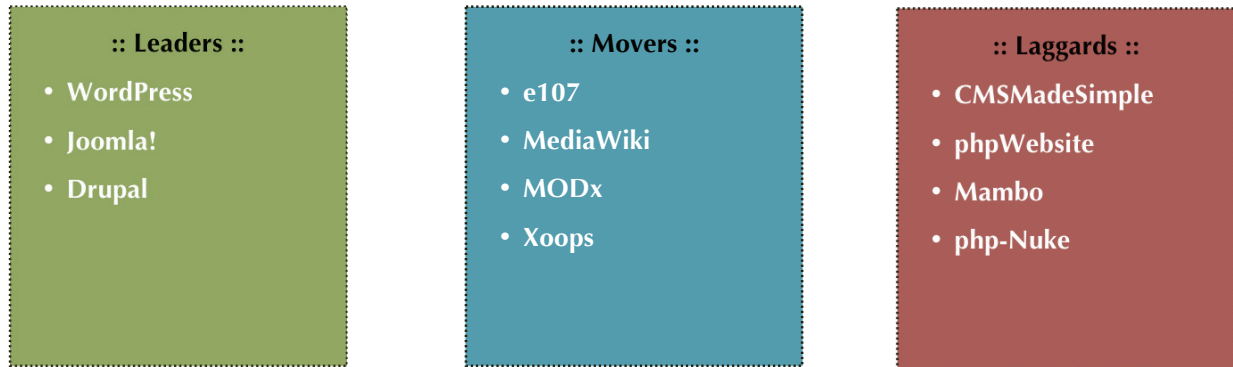 :: Leaders ::
• WordPress
• Joomla!
• Drupal
:: Movers ::
• e107
• MediaWiki
• MODx
• Xoops
:: Laggards ::
• CMSMadeSimple
• phpWebsite
• Mambo
• php-Nuke